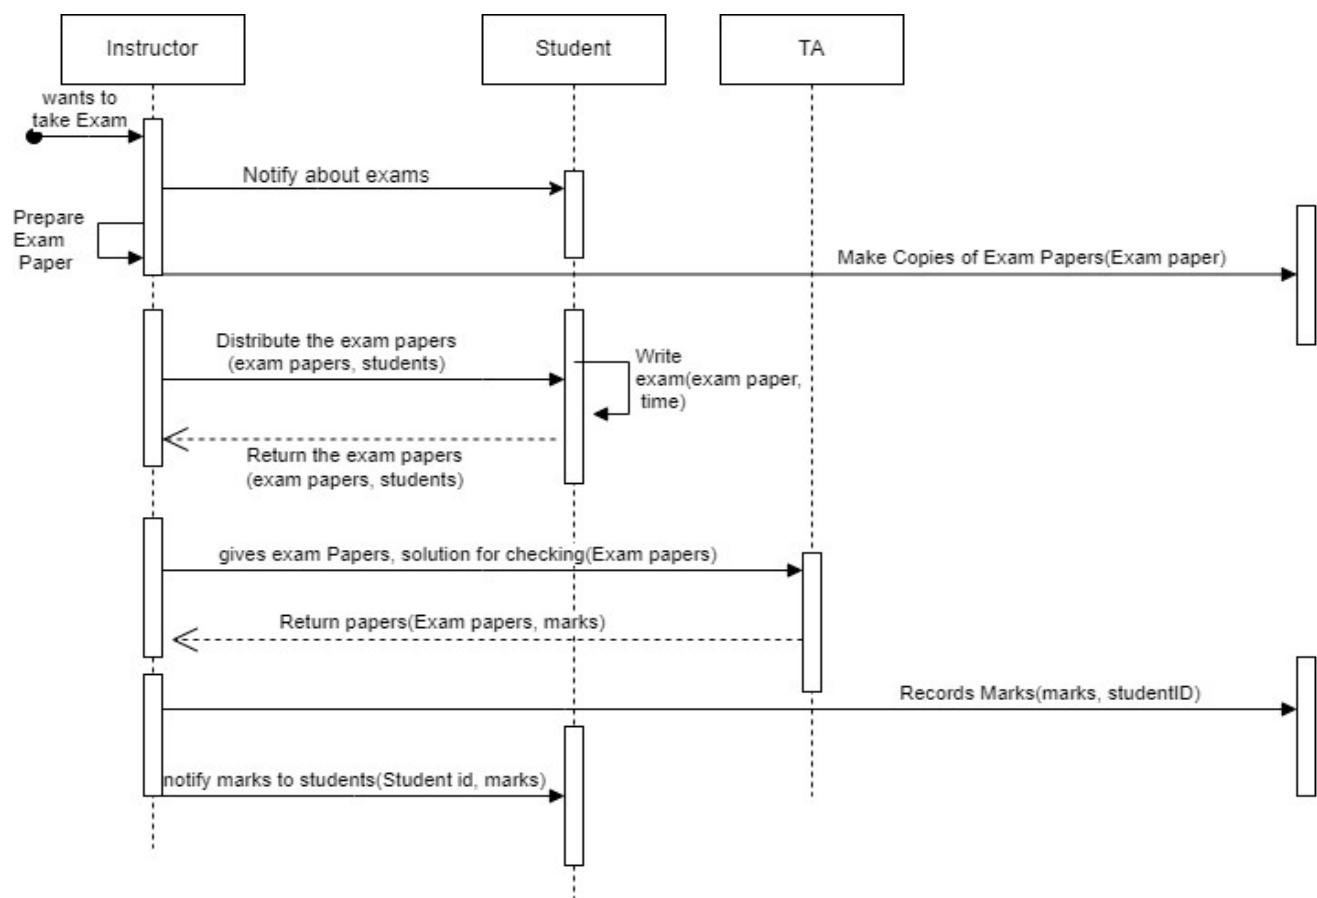 Instructor
Student
TA
wants to
take Exam
Notify about exams
Prepare
Exam
Paper
Make Copies of Exam Papers(Exam paper)
Distribute the exam papers
(exam papers, students)
Write
exam(exam paper,
time)
Return the exam papers
(exam papers, students)
gives exam Papers, solution for checking(Exam papers)
Return papers(Exam papers, marks)
Records Marks(marks, studentID)
notify marks to students(Student id, marks)